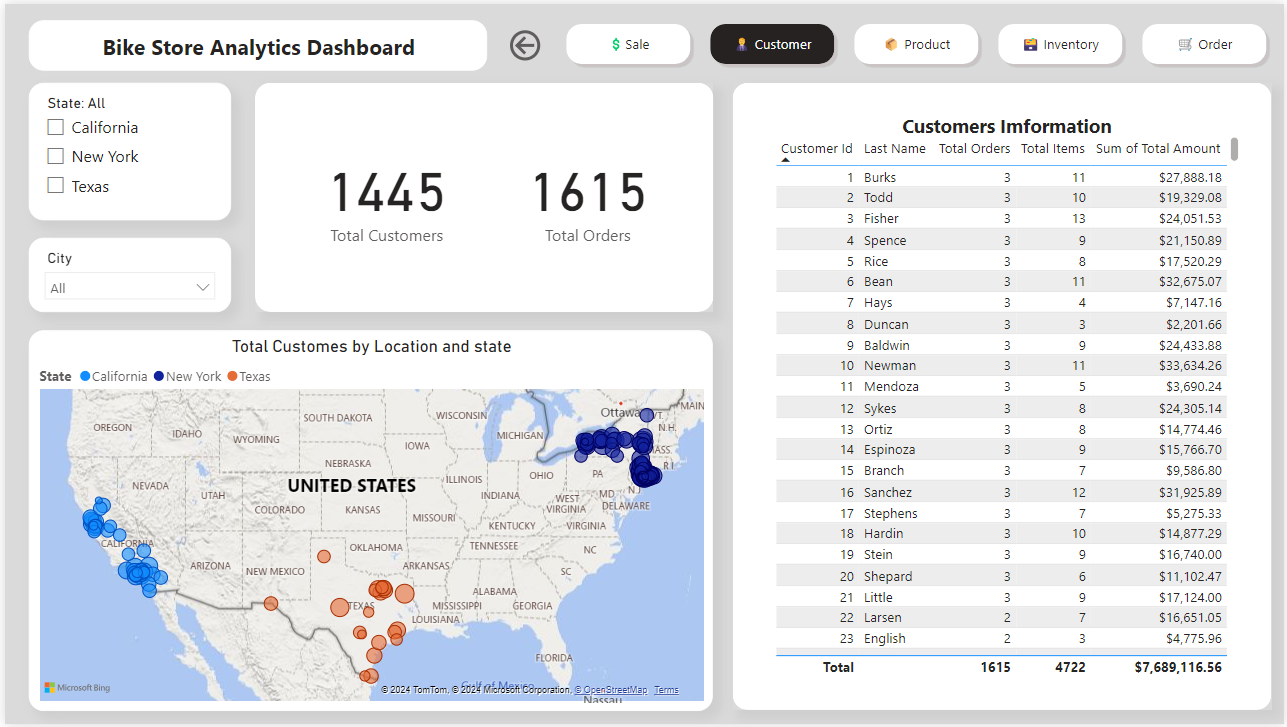 Bike Store Analytics Dashboard
$ Sale
Customer
Product
Inventory
Order
State: All
California
New York
Texas
City
All
1445
Total Customers
1615
Total Orders
Total Customes by Location and state
State California New York Texas
OREGON
IDAHO
WYOMING
SOUTH DAKOTA
WISCONSIN
Ottawa
VT.
MAIN
N.H.
MICHIGAN
MASS.
R.I.
IOWA
NEBRASKA
NEVADA
UTAH
UNITED STATES
COLORADO
KANSAS
ILLINOIS
INDIANA
OHIO
PA
N.J.
MD.
DELAWARE
MISSOURI
WEST
VIRGINIA
KENTUCKY
VIRGINIA
CALIFORNIA
ARIZONA
NEW MEXICO
OKLAHOMA
ARKANSAS
TENNESSEE
NC
SC
TEXAS
MISSISSIPPI
ALABAMA
GEORGIA
LOUISIANA
FLORIDA
Gulf of Mexico
Nassau
Microsoft Bing
© 2024 TomTom, © 2024 Microsoft Corporation, © OpenStreetMap Terms
Customers Imformation
Customer Id Last Name Total Orders Total Items Sum of Total Amount
1 Burks 3 11 $27,888.18
2 Todd 3 10 $19,329.08
3 Fisher 3 13 $24,051.53
4 Spence 3 9 $21,150.89
5 Rice 3 8 $17,520.29
6 Bean 3 11 $32,675.07
7 Hays 3 4 $7,147.16
8 Duncan 3 3 $2,201.66
9 Baldwin 3 9 $24,433.88
10 Newman 3 11 $33,634.26
11 Mendoza 3 5 $3,690.24
12 Sykes 3 8 $24,305.14
13 Ortiz 3 8 $14,774.46
14 Espinoza 3 9 $15,766.70
15 Branch 3 7 $9,586.80
16 Sanchez 3 12 $31,925.89
17 Stephens 3 7 $5,275.33
18 Hardin 3 10 $14,877.29
19 Stein 3 9 $16,740.00
20 Shepard 3 6 $11,102.47
21 Little 3 9 $17,124.00
22 Larsen 2 7 $16,651.05
23 English 2 3 $4,775.96
Total 1615 4722 $7,689,116.56